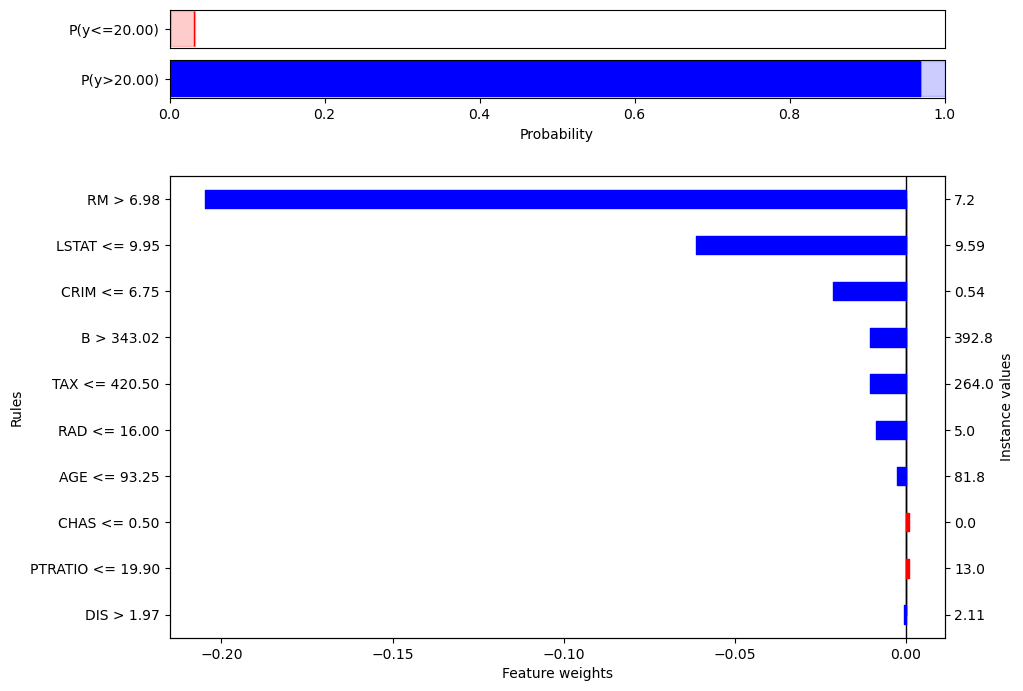 P(y<=20.00)
P(y>20.00)
0.0 0.2 0.4 0.6 0.8 1.0
Probability
RM > 6.98 7.2
LSTAT <= 9.95 9.59
CRIM <= 6.75 0.54
B > 343.02 392.8
TAX <= 420.50 264.0
RAD <= 16.00 5.0
AGE <= 93.25 81.8
CHAS <= 0.50 0.0
PTRATIO <= 19.90 13.0
DIS > 1.97 2.11
Rules
Instance values
−0.20 −0.15 −0.10 −0.05 0.00
Feature weights